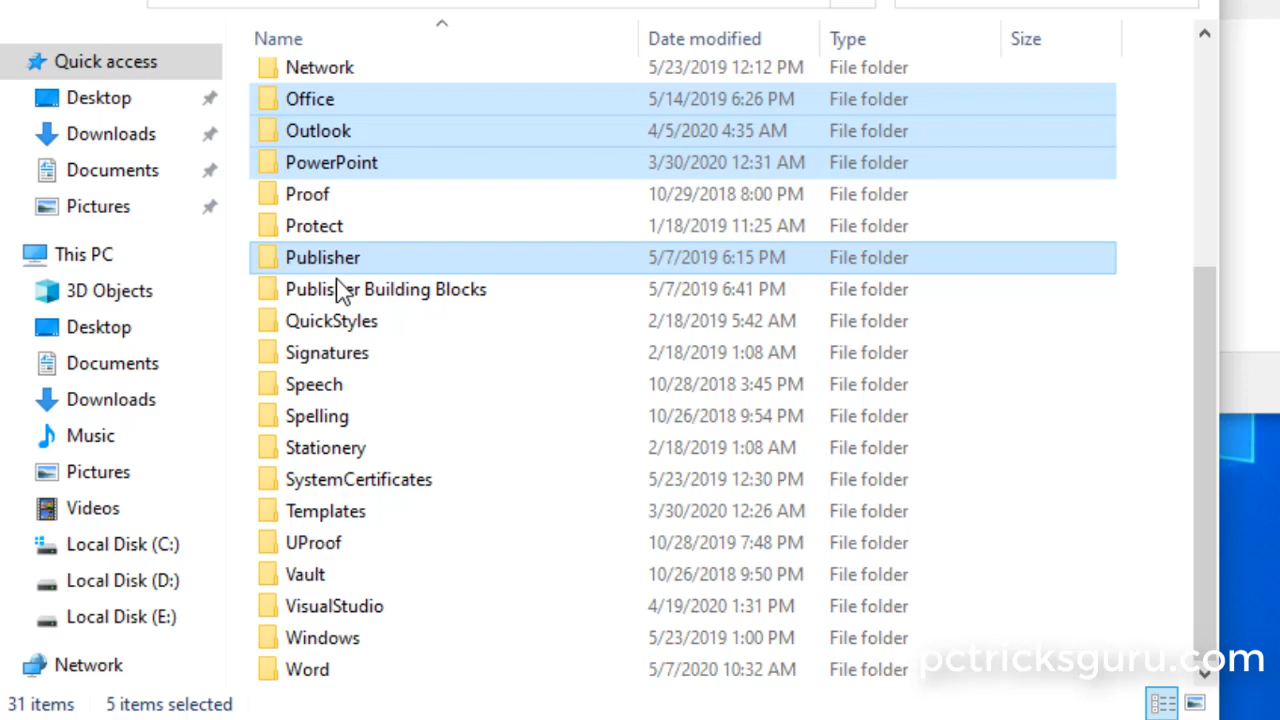 Name Date modified Type Size
Quick access
Desktop
Downloads
Documents
Pictures
This PC
3D Objects
Desktop
Documents
Downloads
Music
Pictures
Videos
Local Disk (C:)
Local Disk (D:)
Local Disk (E:)
Network
Network 5/23/2019 12:12 PM File folder
Office 5/14/2019 6:26 PM File folder
Outlook 4/5/2020 4:35 AM File folder
PowerPoint 3/30/2020 12:31 AM File folder
Proof 10/29/2018 8:00 PM File folder
Protect 1/18/2019 11:25 AM File folder
Publisher 5/7/2019 6:15 PM File folder
Publisher Building Blocks 5/7/2019 6:41 PM File folder
QuickStyles 2/18/2019 5:42 AM File folder
Signatures 2/18/2019 1:08 AM File folder
Speech 10/28/2018 3:45 PM File folder
Spelling 10/26/2018 9:54 PM File folder
Stationery 2/18/2019 1:08 AM File folder
SystemCertificates 5/23/2019 12:30 PM File folder
Templates 3/30/2020 12:26 AM File folder
UProof 10/28/2019 7:48 PM File folder
Vault 10/26/2018 9:50 PM File folder
VisualStudio 4/19/2020 1:31 PM File folder
Windows 5/23/2019 1:00 PM File folder
Word 5/7/2020 10:32 AM File folder
pctricksguru.com
31 items 5 items selected